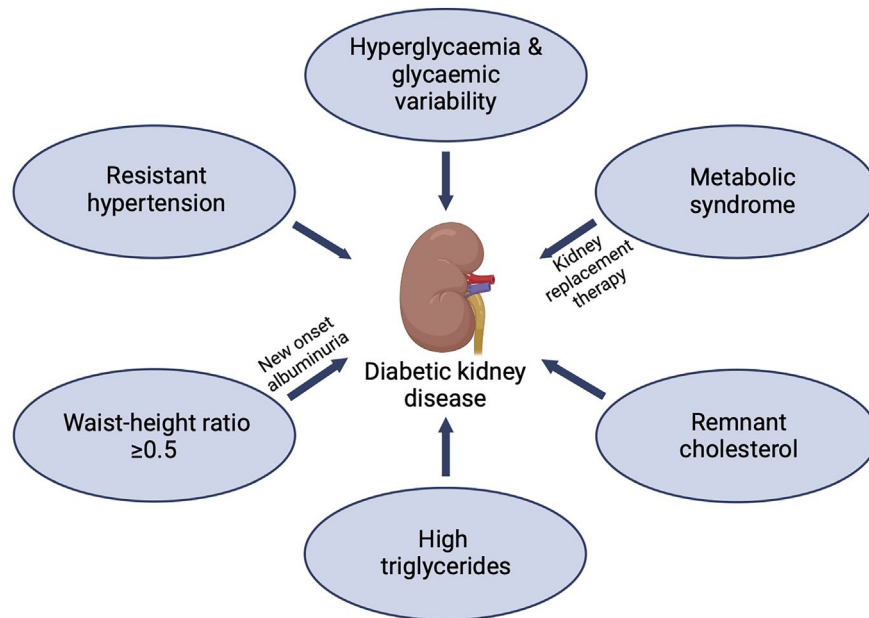 Hyperglycaemia &
glycaemic
variability
Resistant
hypertension
Metabolic
syndrome
Kidney
replacement
therapy
New onset
albuminuria
Diabetic kidney
disease
Waist-height ratio
≥0.5
Remnant
cholesterol
High
triglycerides